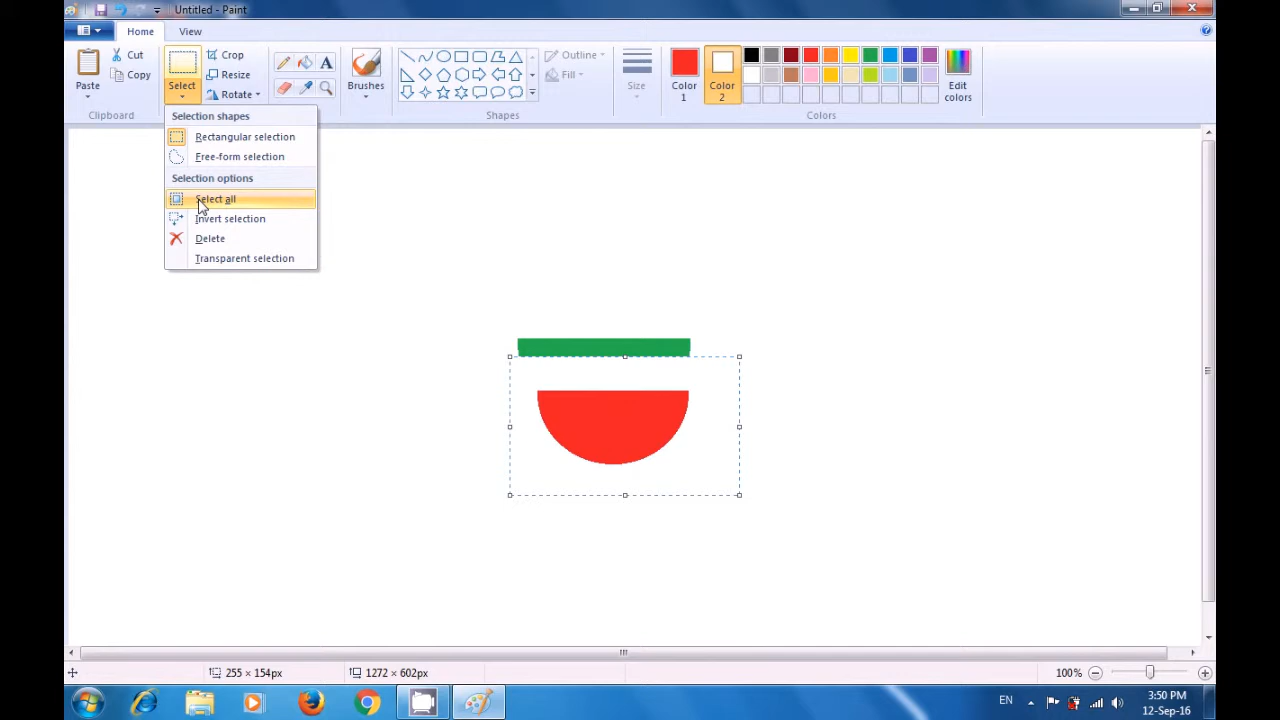 Untitled - Paint
Home View
Paste Cut Copy
Select Crop Resize Rotate
Brushes
Outline Fill
Size
Color 1 Color 2
Edit colors
Clipboard Shapes Colors
Selection shapes
Rectangular selection
Free-form selection
Selection options
Select all
Invert selection
Delete
Transparent selection
255 × 154px 1272 × 602px 100%
EN 3:50 PM
12-Sep-16